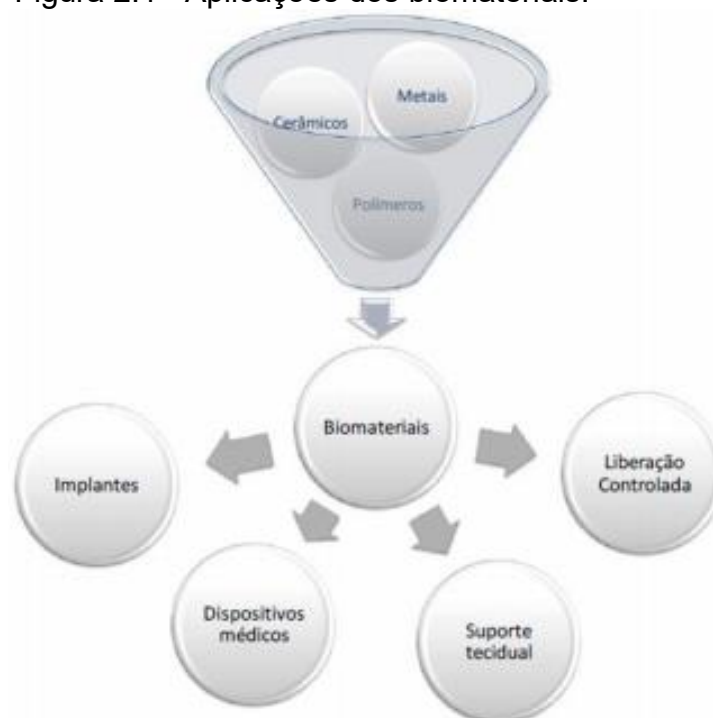 Figura 2.1 - Aplicações dos biomateriais.
Metais
Cerâmicos
Polímeros
Biomateriais
Implantes
Liberação
Controlada
Dispositivos
médicos
Suporte
tecidual